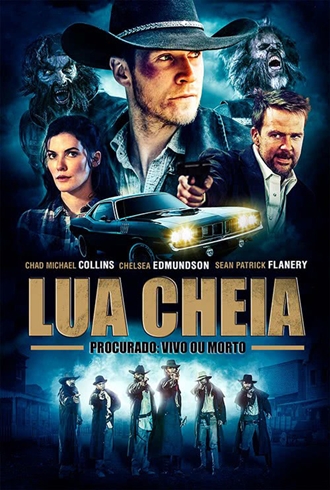 CHAD MICHAEL COLLINS CHELSEA EDMUNDSON SEAN PATRICK FLANERY
LUA CHEIA
PROCURADO: VIVO OU MORTO